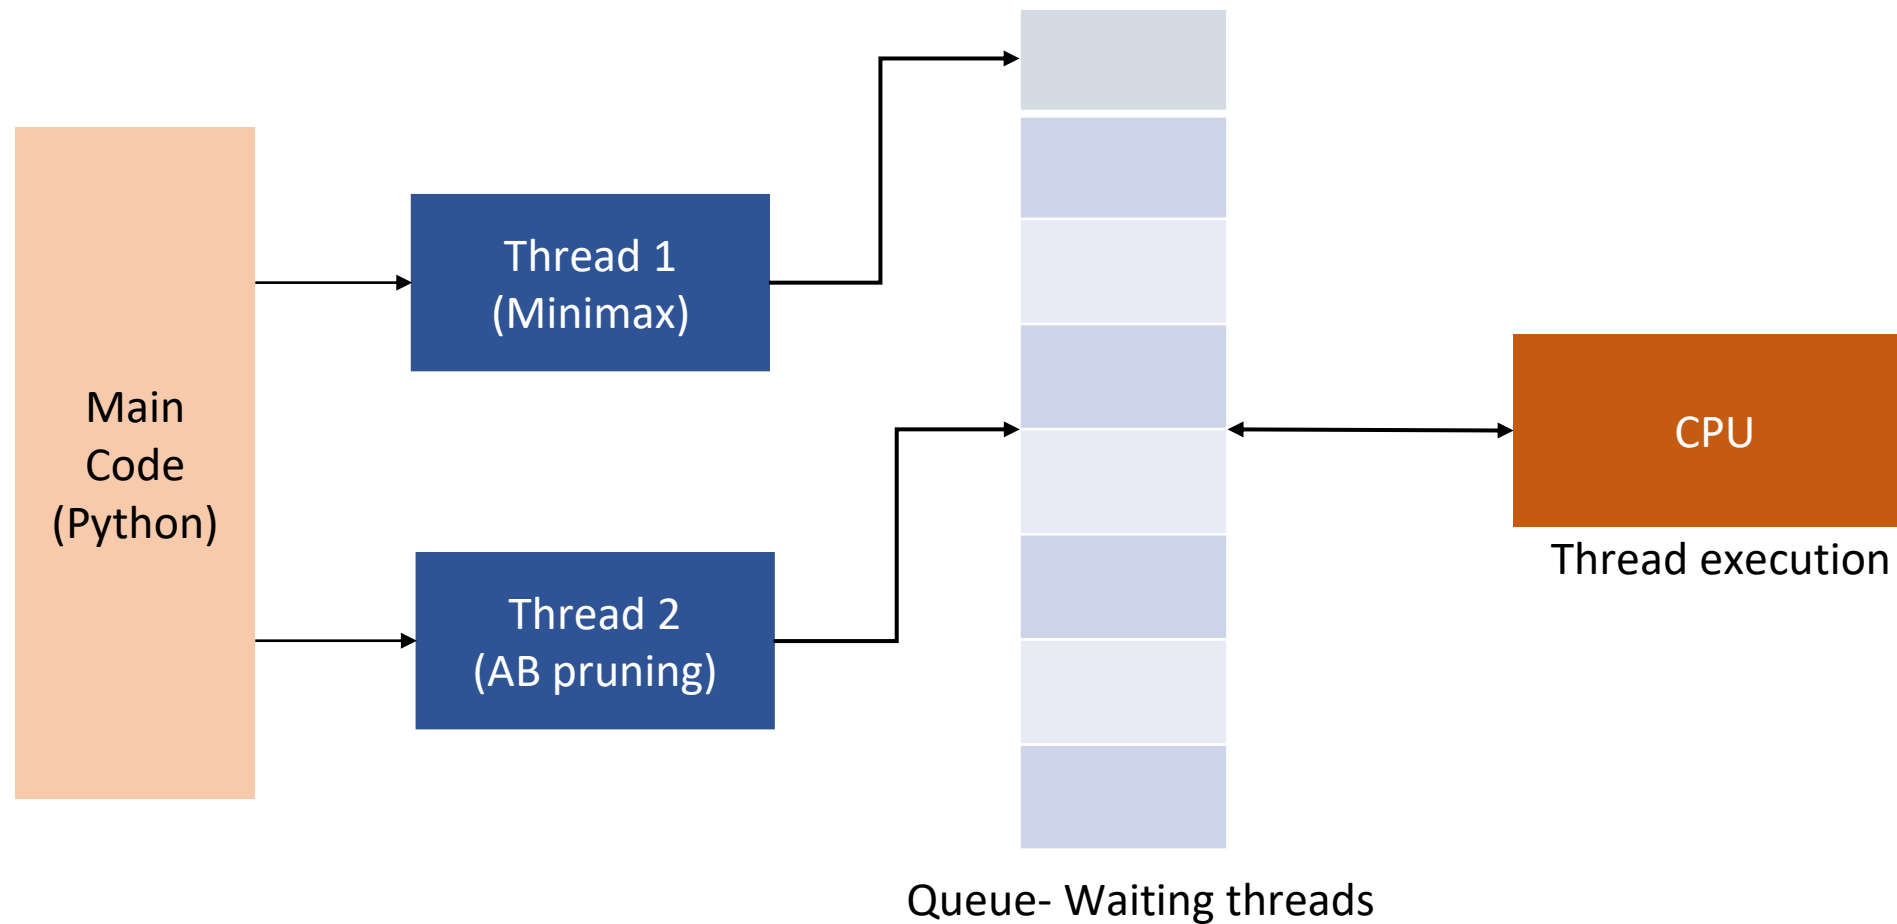 Main
Code
(Python)
Thread 1
(Minimax)
Thread 2
(AB pruning)
CPU
Thread execution
Queue- Waiting threads